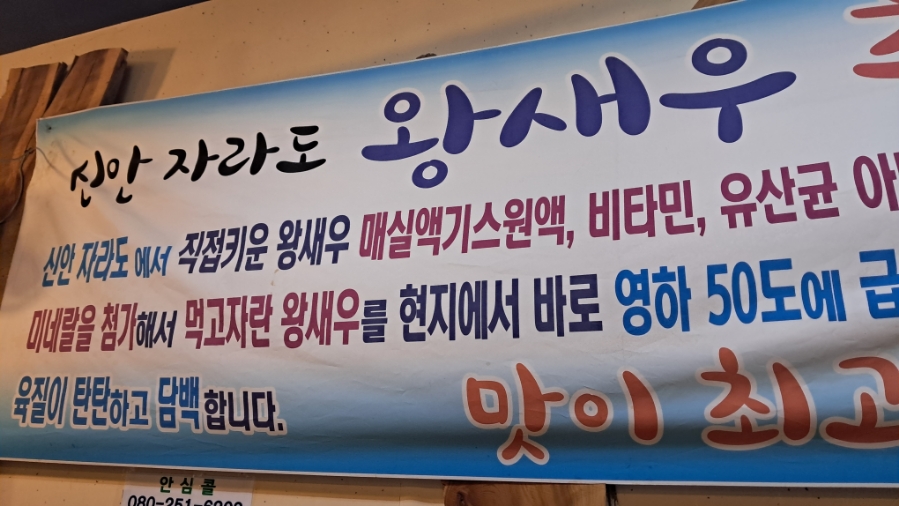 신안 자라도 왕새우
신안 자라도에서 직접키운 왕새우 매실액기스원액, 비타민, 유산균
미네랄을 첨가해서 먹고자란 왕새우를 현지에서 바로 영하 50도에 급
육질이 탄탄하고 담백합니다.
맛이 최고
안심콜